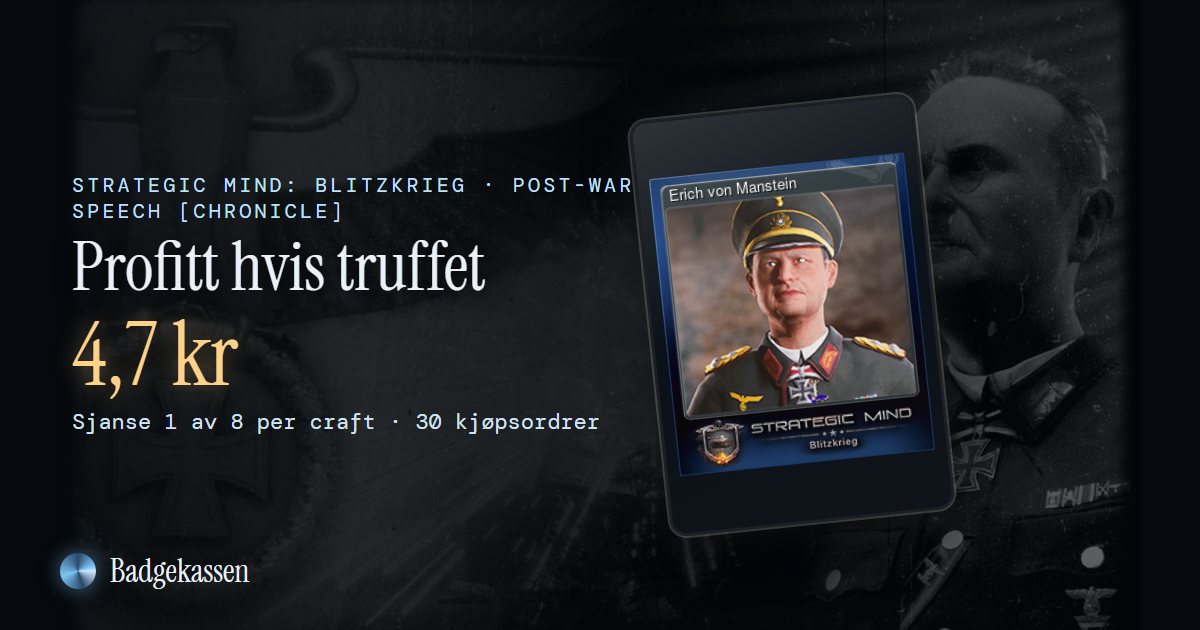 STRATEGIC MIND: BLITZKRIEG · POST-WAR
SPEECH [CHRONICLE]
Profitt hvis truffet
4,7 kr
Sjanse 1 av 8 per craft · 30 kjøpsordrer
Badgekassen
Erich von Manstein
STRATEGIC MIND
Blitzkrieg